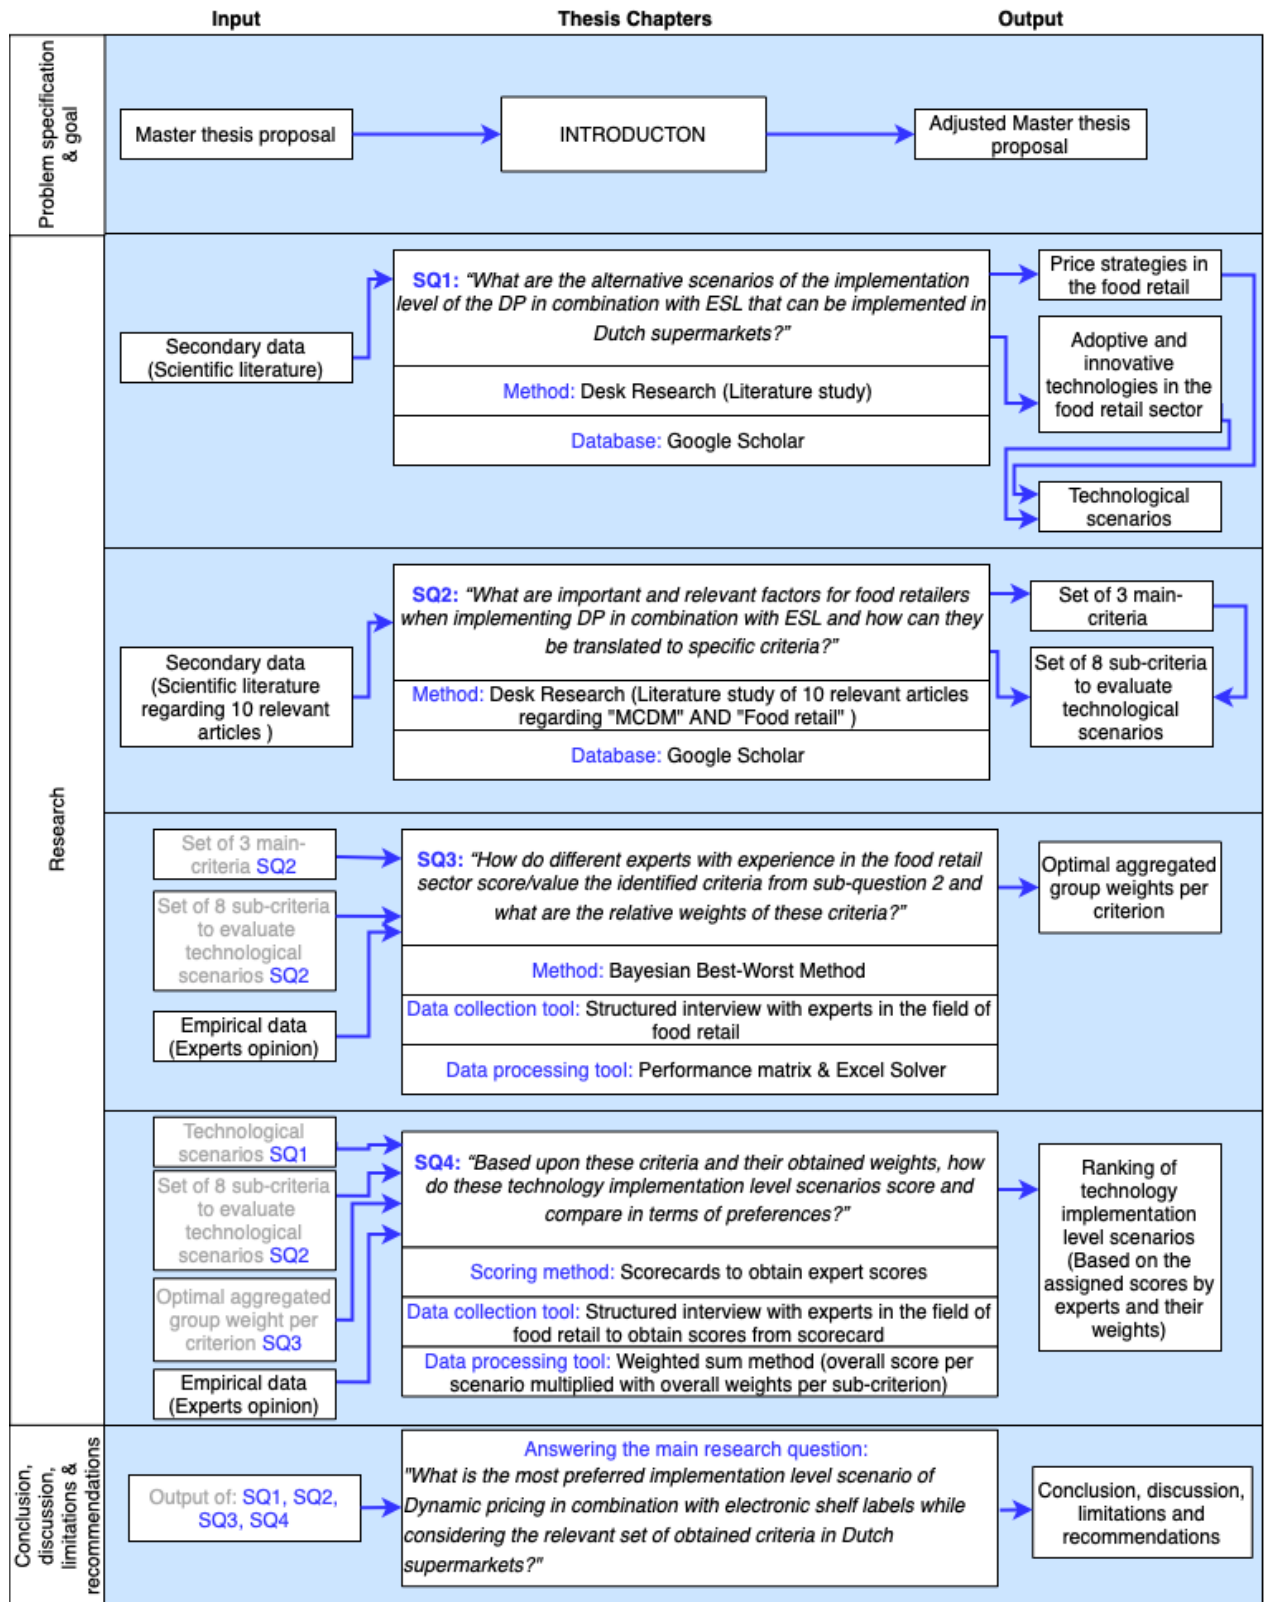 Input
Thesis Chapters
Output
Problem specification
& goal
Master thesis proposal
INTRODUCTON
Adjusted Master thesis
proposal
Research
Secondary data
(Scientific literature)
SQ1: “What are the alternative scenarios of the implementation
level of the DP in combination with ESL that can be implemented in
Dutch supermarkets?”
Method: Desk Research (Literature study)
Database: Google Scholar
Price strategies in
the food retail
Adoptive and
innovative
technologies in the
food retail sector
Technological
scenarios
Secondary data
(Scientific literature
regarding 10 relevant
articles )
SQ2: “What are important and relevant factors for food retailers
when implementing DP in combination with ESL and how can they
be translated to specific criteria?”
Method: Desk Research (Literature study of 10 relevant articles
regarding "MCDM" AND "Food retail" )
Database: Google Scholar
Set of 3 main-
criteria
Set of 8 sub-criteria
to evaluate
technological
scenarios
Set of 3 main-
criteria SQ2
Set of 8 sub-criteria
to evaluate
technological
scenarios SQ2
Empirical data
(Experts opinion)
SQ3: “How do different experts with experience in the food retail
sector score/value the identified criteria from sub-question 2 and
what are the relative weights of these criteria?”
Method: Bayesian Best-Worst Method
Data collection tool: Structured interview with experts in the field of
food retail
Data processing tool: Performance matrix & Excel Solver
Optimal aggregated
group weights per
criterion
Technological
scenarios SQ1
Set of 8 sub-criteria
to evaluate
technological
scenarios SQ2
Optimal aggregated
group weight per
criterion SQ3
Empirical data
(Experts opinion)
SQ4: “Based upon these criteria and their obtained weights, how
do these technology implementation level scenarios score and
compare in terms of preferences?”
Scoring method: Scorecards to obtain expert scores
Data collection tool: Structured interview with experts in the field of
food retail to obtain scores from scorecard
Data processing tool: Weighted sum method (overall score per
scenario multiplied with overall weights per sub-criterion)
Ranking of
technology
implementation
level scenarios
(Based on the
assigned scores by
experts and their
weights)
Conclusion,
discussion,
limitations &
recommendations
Output of: SQ1, SQ2,
SQ3, SQ4
Answering the main research question:
"What is the most preferred implementation level scenario of
Dynamic pricing in combination with electronic shelf labels while
considering the relevant set of obtained criteria in Dutch
supermarkets?"
Conclusion, discussion,
limitations and
recommendations